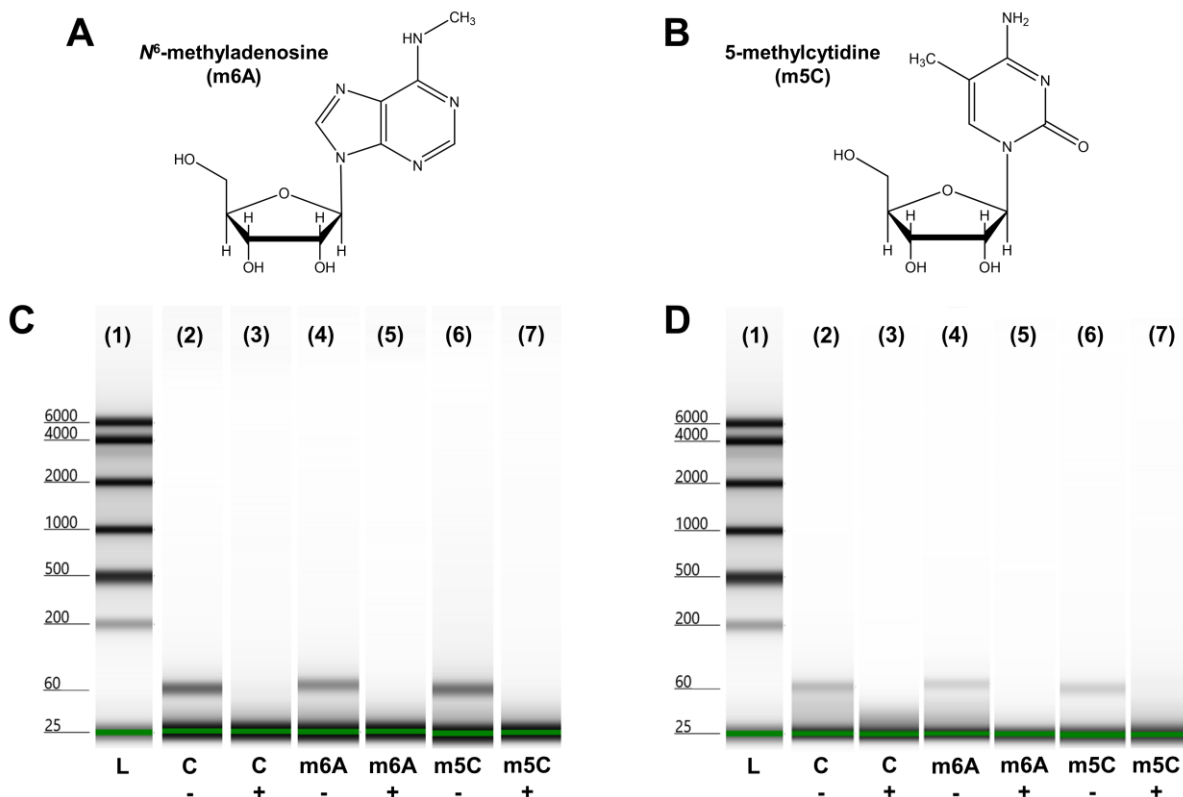 A
N⁶-methyladenosine
(m6A)
CH₃
HN
N
N
N
N
HO
O
H
H
H
H
OH
OH
B
5-methylcytidine
(m5C)
NH₂
H₃C
N
N
O
HO
O
H
H
H
H
OH
OH
C
(1) (2) (3) (4) (5) (6) (7)
6000
4000
2000
1000
500
200
60
25
L C C m6A m6A m5C m5C
- + - + - +
D
(1) (2) (3) (4) (5) (6) (7)
6000
4000
2000
1000
500
200
60
25
L C C m6A m6A m5C m5C
- + - + - +